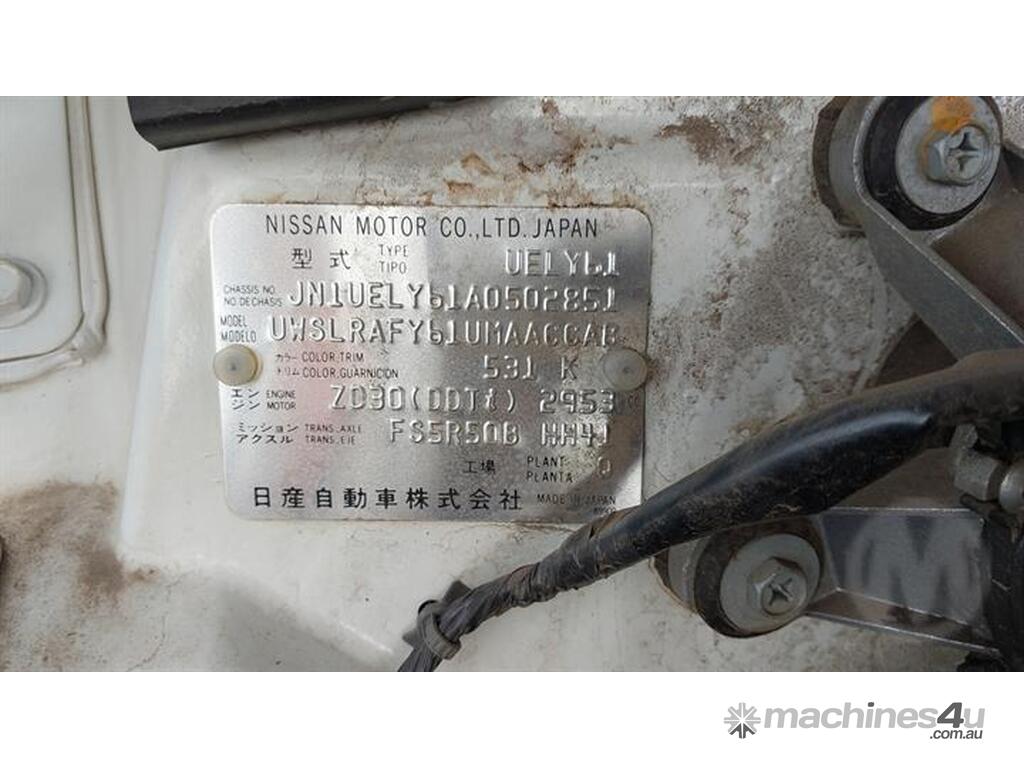 NISSAN MOTOR CO.,LTD.JAPAN
型式 TYPE TIPO UELY61
CHASSIS NO. NO.DE CHASIS JN1UELY61A0502851
MODEL MODELO UWSLRAFY61UMAACCAB
カラー COLOR,TRIM トリム COLOR,GUARNICION 531 K
エンジン ENGINE MOTOR ZD30(DDTi) 2953 cc
ミッション TRANS.,AXLE アクスル TRANS.,EJE FS5R50B HH41
工場 PLANT PLANTA 0
日産自動車株式会社 MADE IN JAPAN
machines4u
.com.au